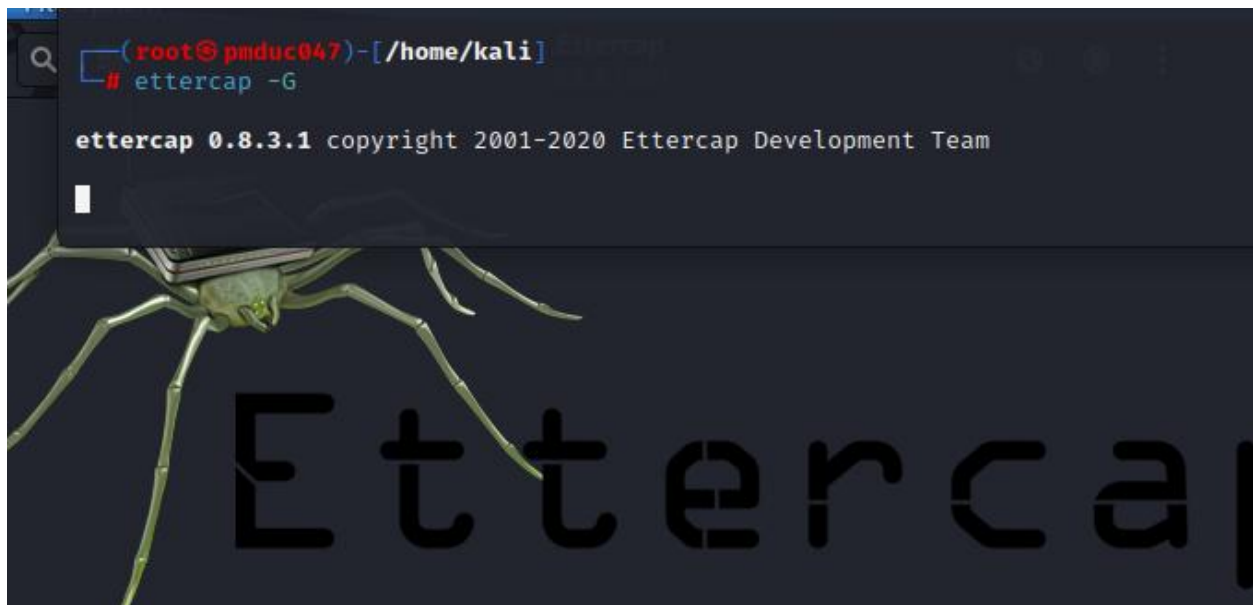 ┌──(root㉿pmduc047)-[/home/kali]
└─# ettercap -G
ettercap 0.8.3.1 copyright 2001-2020 Ettercap Development Team
Ettercap